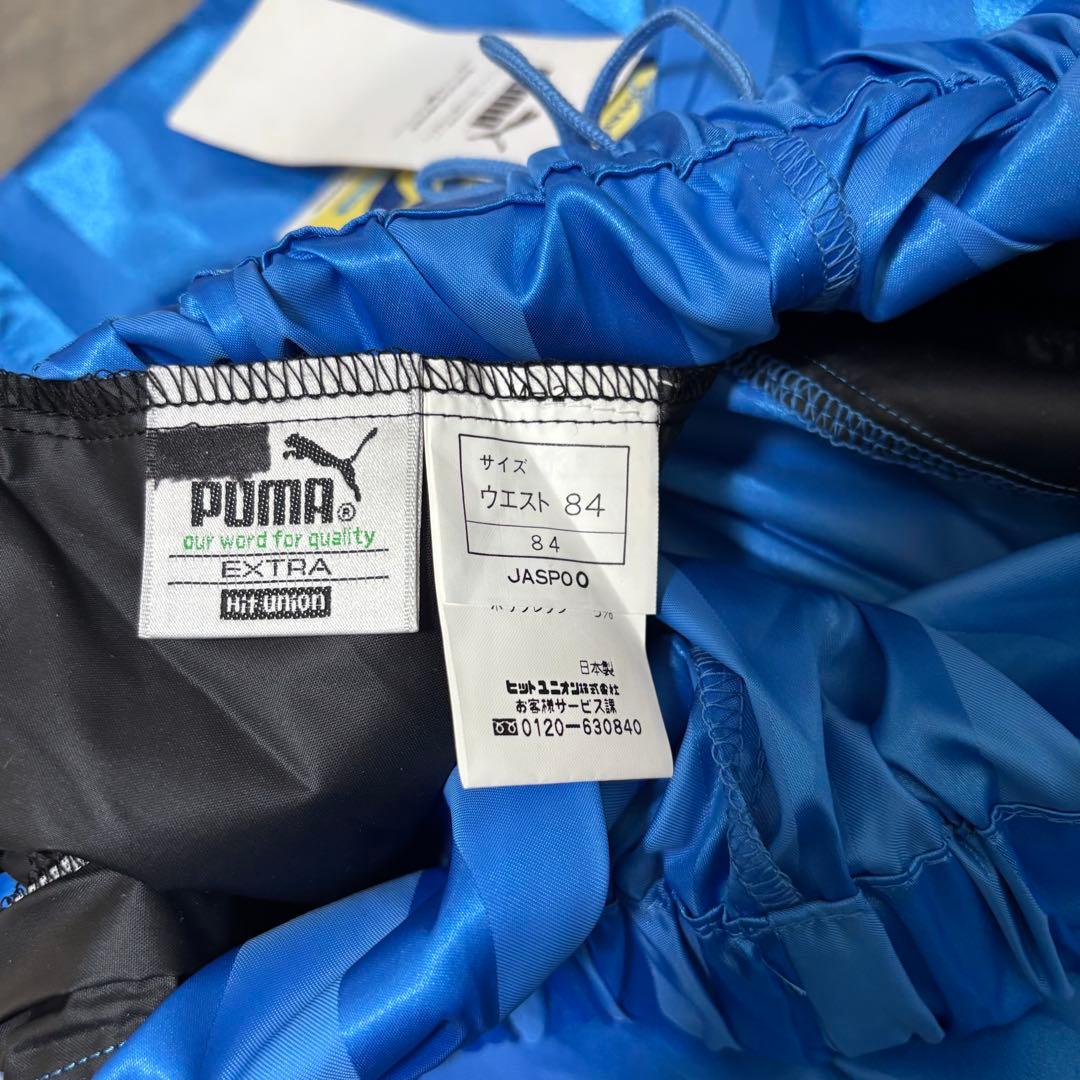 PUMA®
our word for quality
EXTRA
Hit union
サイズ
ウエスト 84
84
JASPO O
日本製
ヒットユニオン株式会社
お客様サービス課
0120-630840